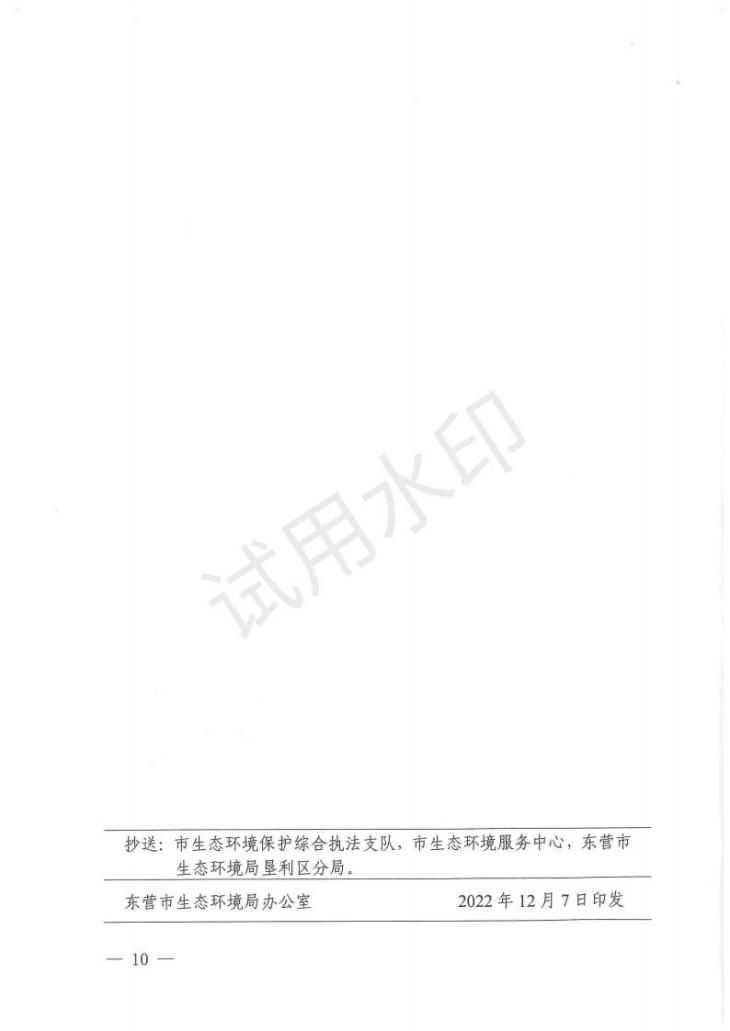 试用水印
抄送：市生态环境保护综合执法支队，市生态环境服务中心，东营市
生态环境局垦利区分局。
东营市生态环境局办公室 2022 年 12 月 7 日印发
— 10 —